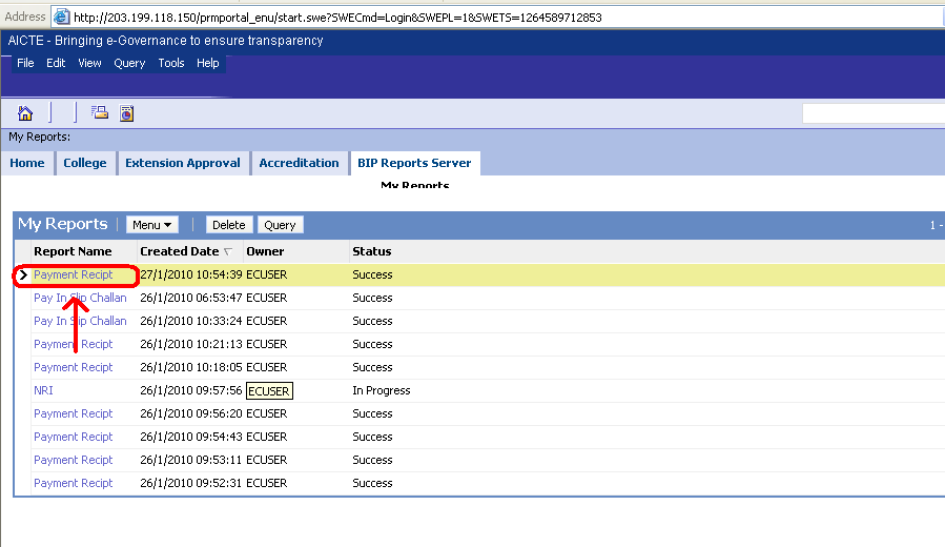 Address http://203.199.118.150/prmportal_enu/start.swe?SWECmd=Login&SWEPL=1&SWETS=1264589712853
AICTE - Bringing e-Governance to ensure transparency
File Edit View Query Tools Help
My Reports:
Home College Extension Approval Accreditation BIP Reports Server
My Reports
My Reports | Menu | Delete Query 1 -
Report Name Created Date Owner Status
Payment Recipt 27/1/2010 10:54:39 ECUSER Success
Pay In Slip Challan 26/1/2010 06:53:47 ECUSER Success
Pay In Slip Challan 26/1/2010 10:33:24 ECUSER Success
Payment Recipt 26/1/2010 10:21:13 ECUSER Success
Payment Recipt 26/1/2010 10:18:05 ECUSER Success
NRI 26/1/2010 09:57:56 ECUSER In Progress
Payment Recipt 26/1/2010 09:56:20 ECUSER Success
Payment Recipt 26/1/2010 09:54:43 ECUSER Success
Payment Recipt 26/1/2010 09:53:11 ECUSER Success
Payment Recipt 26/1/2010 09:52:31 ECUSER Success